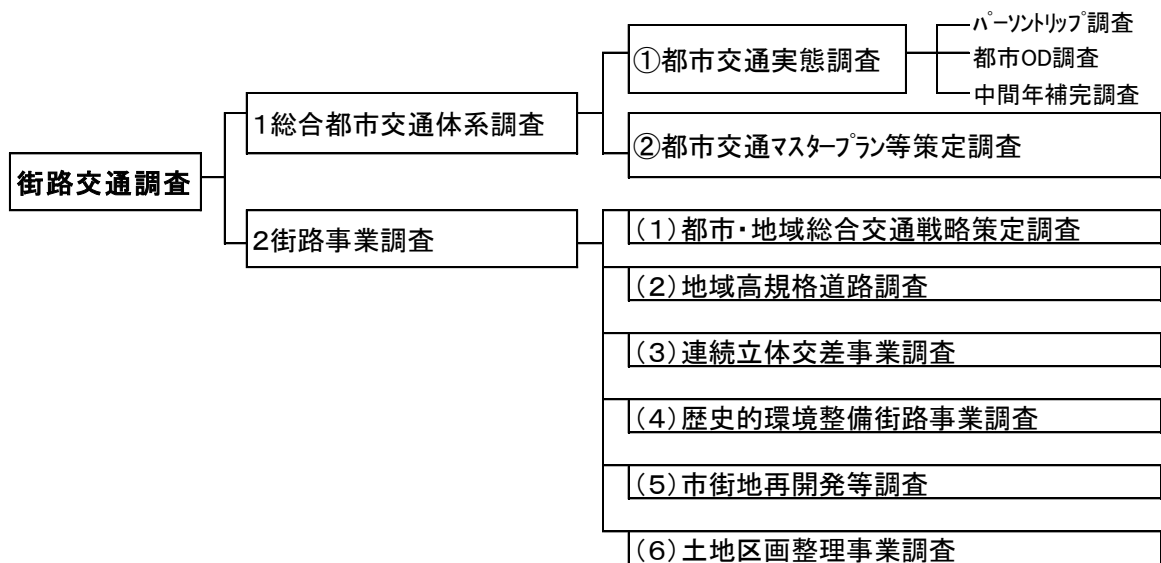 街路交通調査
1総合都市交通体系調査
①都市交通実態調査
パーソントリップ調査
都市OD調査
中間年補完調査
②都市交通マスタープラン等策定調査
2街路事業調査
(1)都市・地域総合交通戦略策定調査
(2)地域高規格道路調査
(3)連続立体交差事業調査
(4)歴史的環境整備街路事業調査
(5)市街地再開発等調査
(6)土地区画整理事業調査